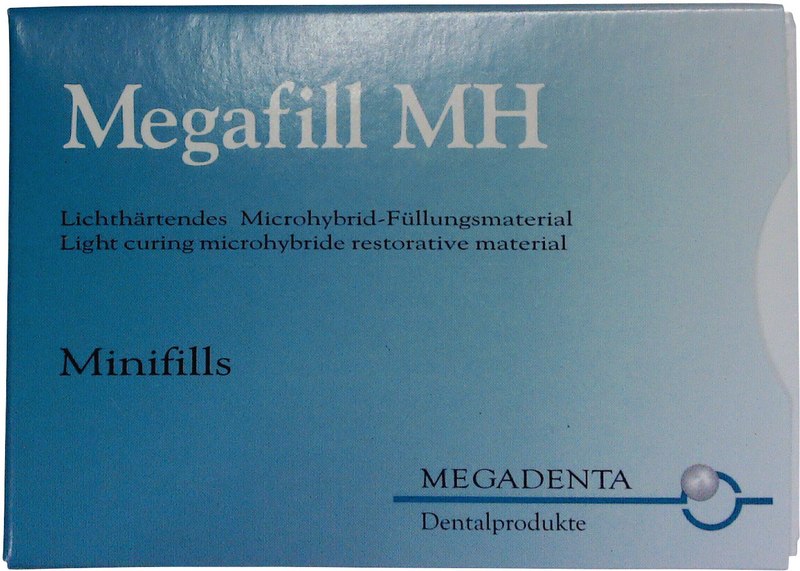 Megafill MH
Lichthärtendes Microhybrid-Füllungsmaterial
Light curing microhybride restorative material
Minifills
MEGADENTA
Dentalprodukte